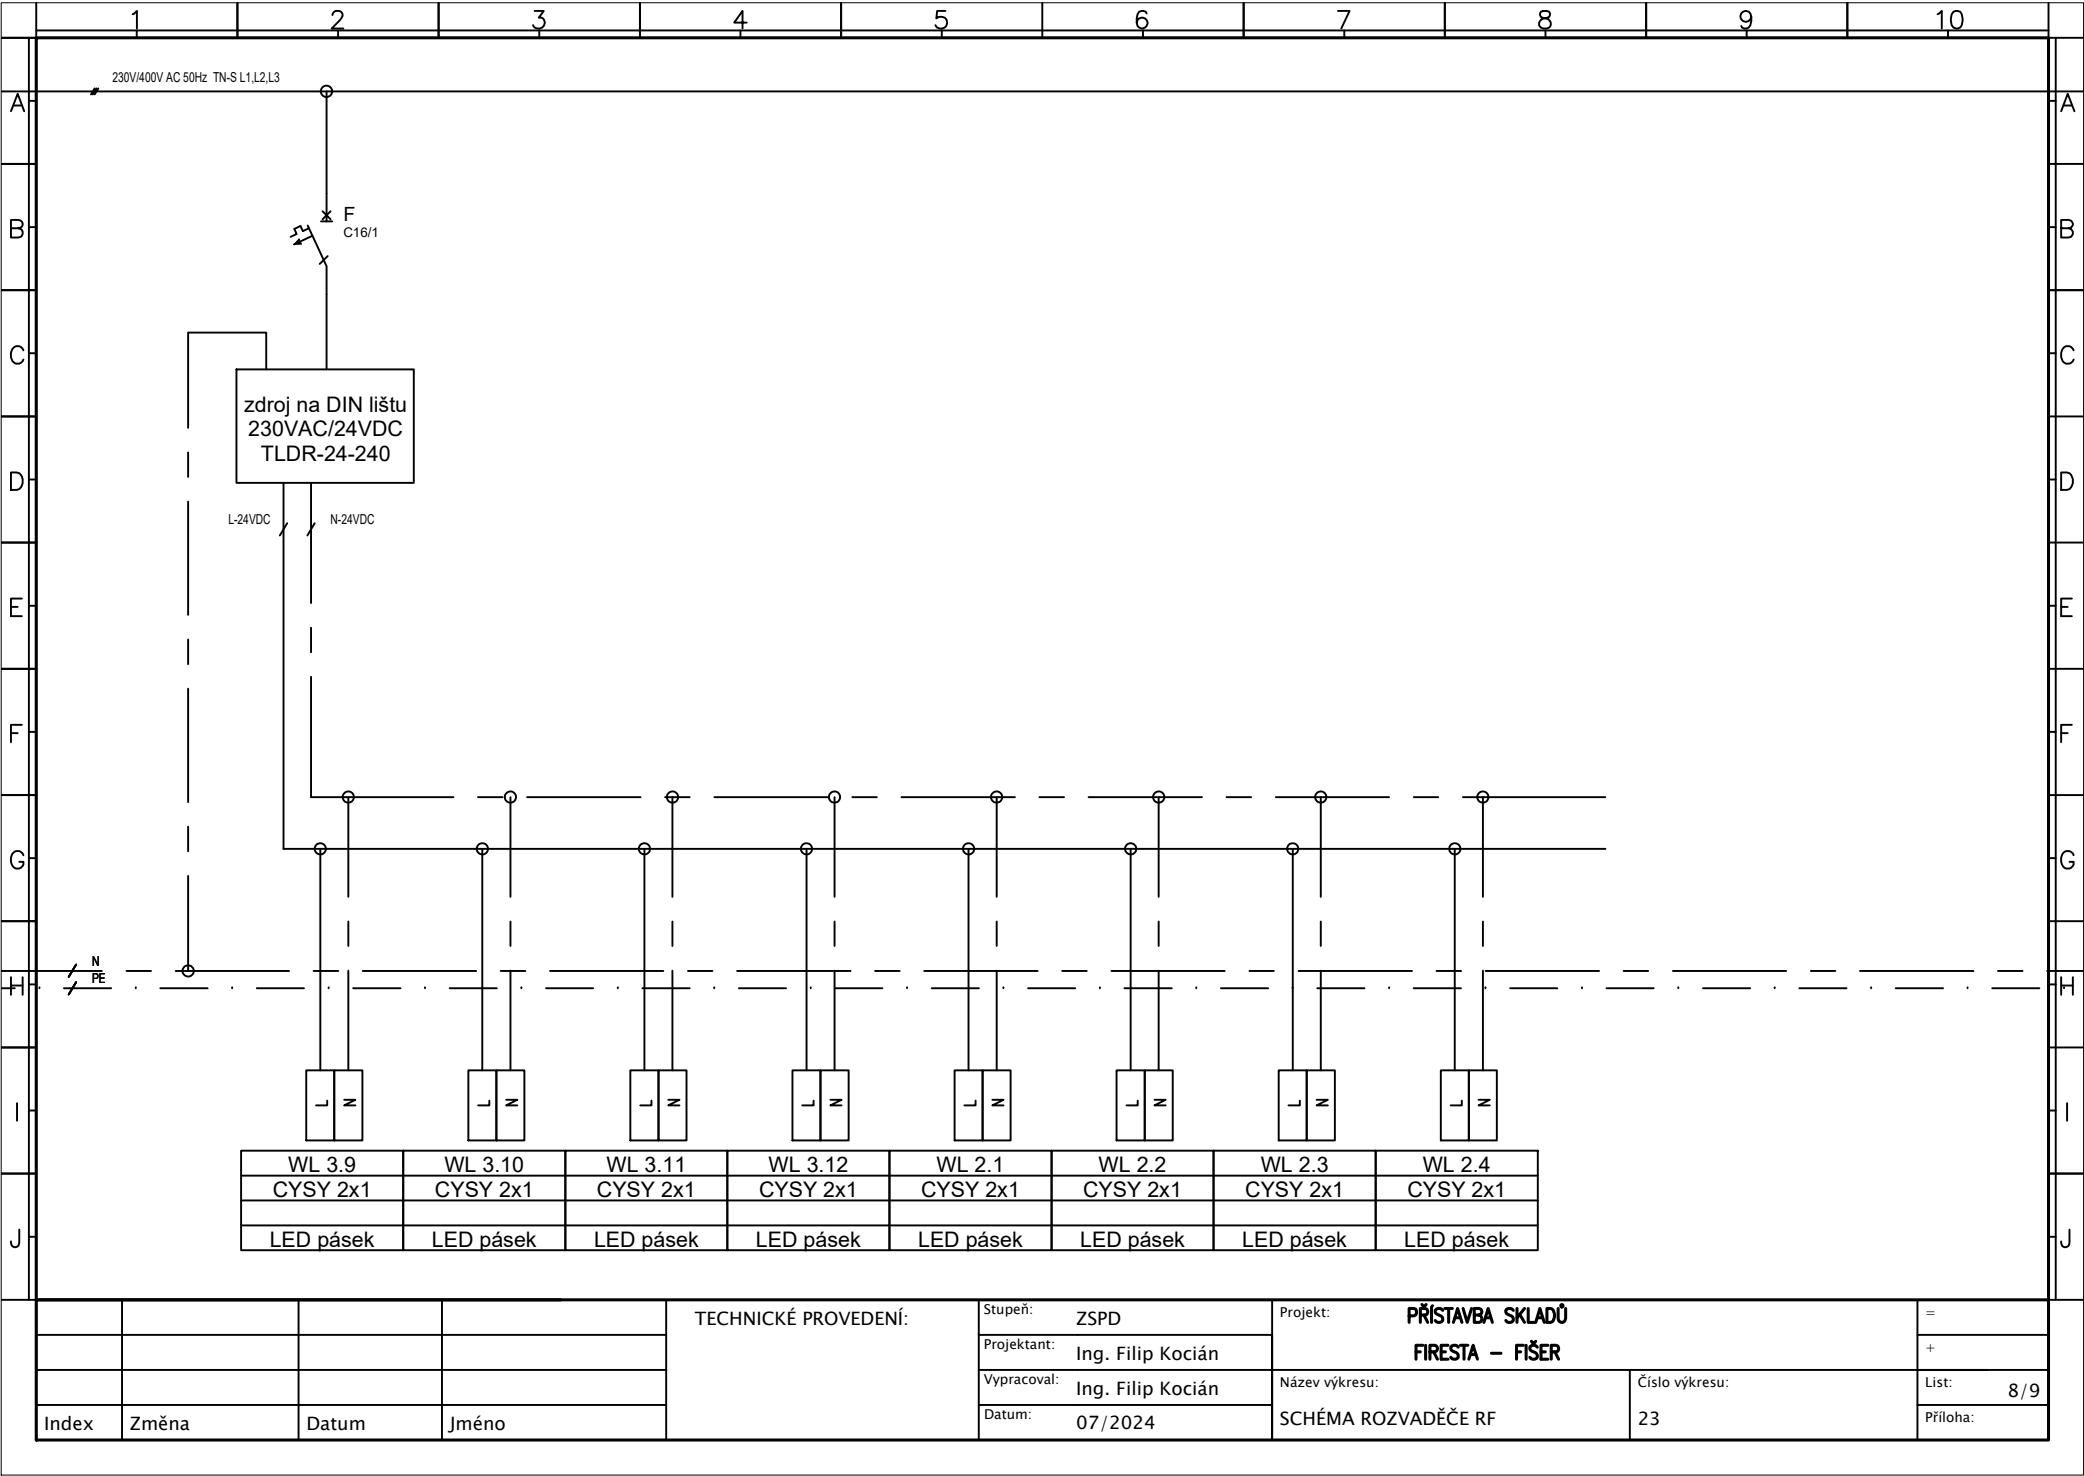 1 2 3 4 5 6 7 8 9 10
230V/400V AC 50Hz TN-S L1,L2,L3
A A
F
B C16/1 B
C C
zdroj na DIN lištu
230VAC/24VDC
TLDR-24-240
D D
L-24VDC N-24VDC
E E
F F
G G
N
PE
H H
L N L N L N L N L N L N L N L N
I I
WL 3.9 WL 3.10 WL 3.11 WL 3.12 WL 2.1 WL 2.2 WL 2.3 WL 2.4
CYSY 2x1 CYSY 2x1 CYSY 2x1 CYSY 2x1 CYSY 2x1 CYSY 2x1 CYSY 2x1 CYSY 2x1
J LED pásek LED pásek LED pásek LED pásek LED pásek LED pásek LED pásek LED pásek J
TECHNICKÉ PROVEDENÍ: Stupeň: ZSPD Projekt: PŘÍSTAVBA SKLADŮ =
Projektant: Ing. Filip Kocián FIRESTA – FIŠER +
Vypracoval: Ing. Filip Kocián Název výkresu: Číslo výkresu: List: 8/9
Index Změna Datum Jméno Datum: 07/2024 SCHÉMA ROZVADĚČE RF 23 Příloha: